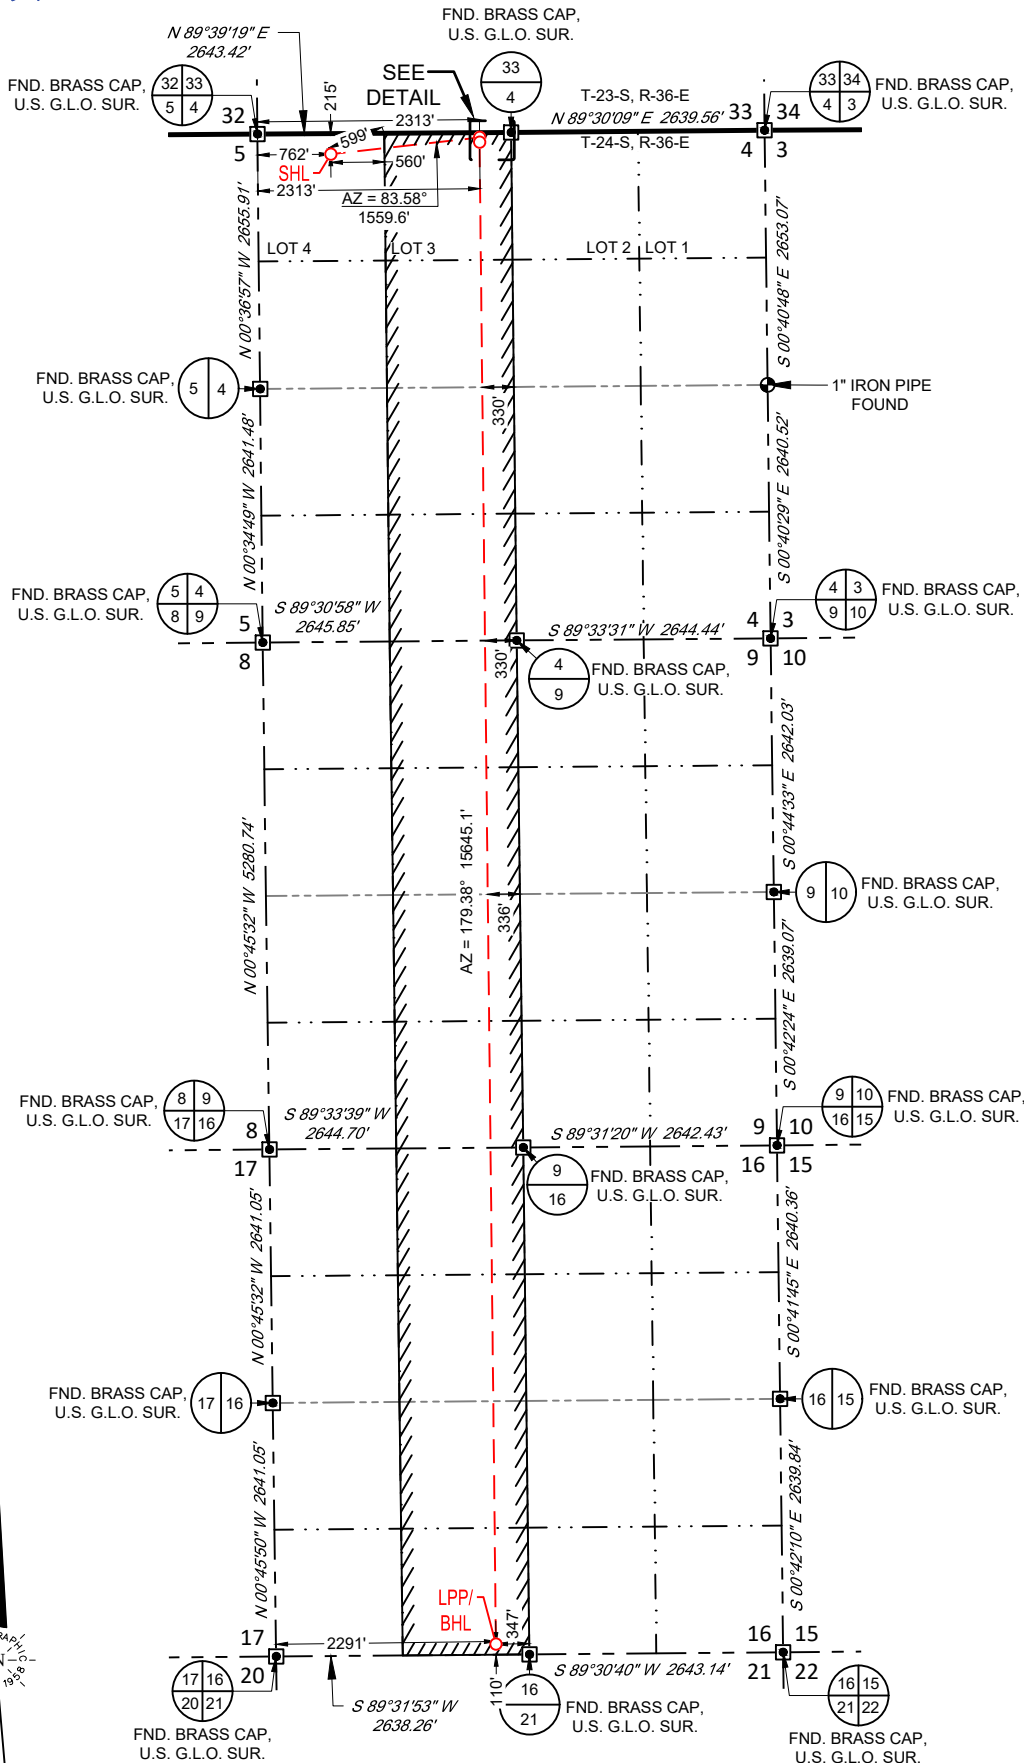 FND. BRASS CAP,
U.S. G.L.O. SUR.
N 89°39'19" E
2643.42'
33
4
FND. BRASS CAP,
U.S. G.L.O. SUR.
32 33
5 4
SEE
DETAIL
215'
T-23-S, R-36-E
33 34
4 3
FND. BRASS CAP,
U.S. G.L.O. SUR.
32
2313'
N 89°30'09" E 2639.56'
33 34
5
599'
T-24-S, R-36-E
4 3
762'
SHL
560'
2313'
AZ = 83.58°
1559.6'
N 00°36'57" W 2655.91'
S 00°40'48" E 2653.07'
LOT 4
LOT 3
LOT 2
LOT 1
FND. BRASS CAP,
U.S. G.L.O. SUR.
5 4
330'
1" IRON PIPE
FOUND
N 00°34'49" W 2641.48'
S 00°40'29" E 2640.52'
FND. BRASS CAP,
U.S. G.L.O. SUR.
5 4
8 9
4 3
9 10
FND. BRASS CAP,
U.S. G.L.O. SUR.
5
8
S 89°30'58" W
2645.85'
S 89°33'31" W 2644.44'
4 3
9 10
330'
4
9
FND. BRASS CAP,
U.S. G.L.O. SUR.
N 00°45'32" W 5280.74'
AZ = 179.38° 15645.1'
336'
S 00°44'33" E 2642.03'
9 10
FND. BRASS CAP,
U.S. G.L.O. SUR.
S 00°42'24" E 2639.07'
FND. BRASS CAP,
U.S. G.L.O. SUR.
8 9
17 16
9 10
16 15
FND. BRASS CAP,
U.S. G.L.O. SUR.
8
17
S 89°33'39" W
2644.70'
S 89°31'20" W 2642.43'
9 10
16 15
9
16
FND. BRASS CAP,
U.S. G.L.O. SUR.
N 00°45'32" W 2641.05'
S 00°41'45" E 2640.36'
FND. BRASS CAP,
U.S. G.L.O. SUR.
17 16
16 15
FND. BRASS CAP,
U.S. G.L.O. SUR.
N 00°45'50" W 2641.05'
S 00°42'10" E 2639.84'
LPP/
BHL
347'
17
20
2291'
16 15
21 22
S 89°30'40" W 2643.14'
110'
17 16
20 21
S 89°31'53" W
2638.26'
16
21
FND. BRASS CAP,
U.S. G.L.O. SUR.
16 15
21 22
FND. BRASS CAP,
U.S. G.L.O. SUR.
FND. BRASS CAP,
U.S. G.L.O. SUR.
1958